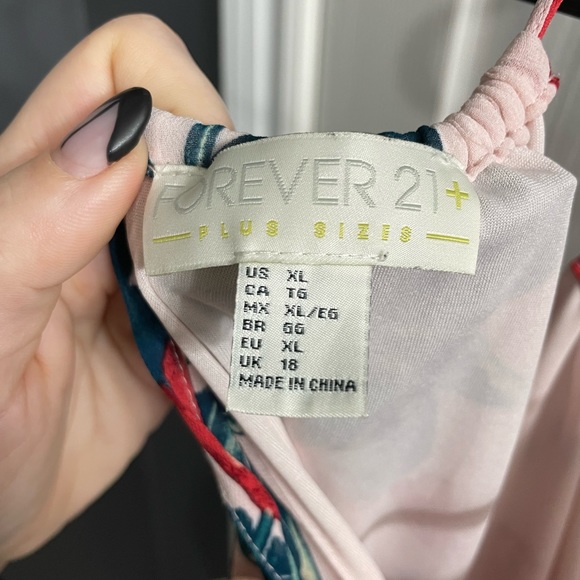 FOREVER 21+
PLUS SIZES
US XL
CA TG
MX XL/EG
BR GG
EU XL
UK 18
MADE IN CHINA